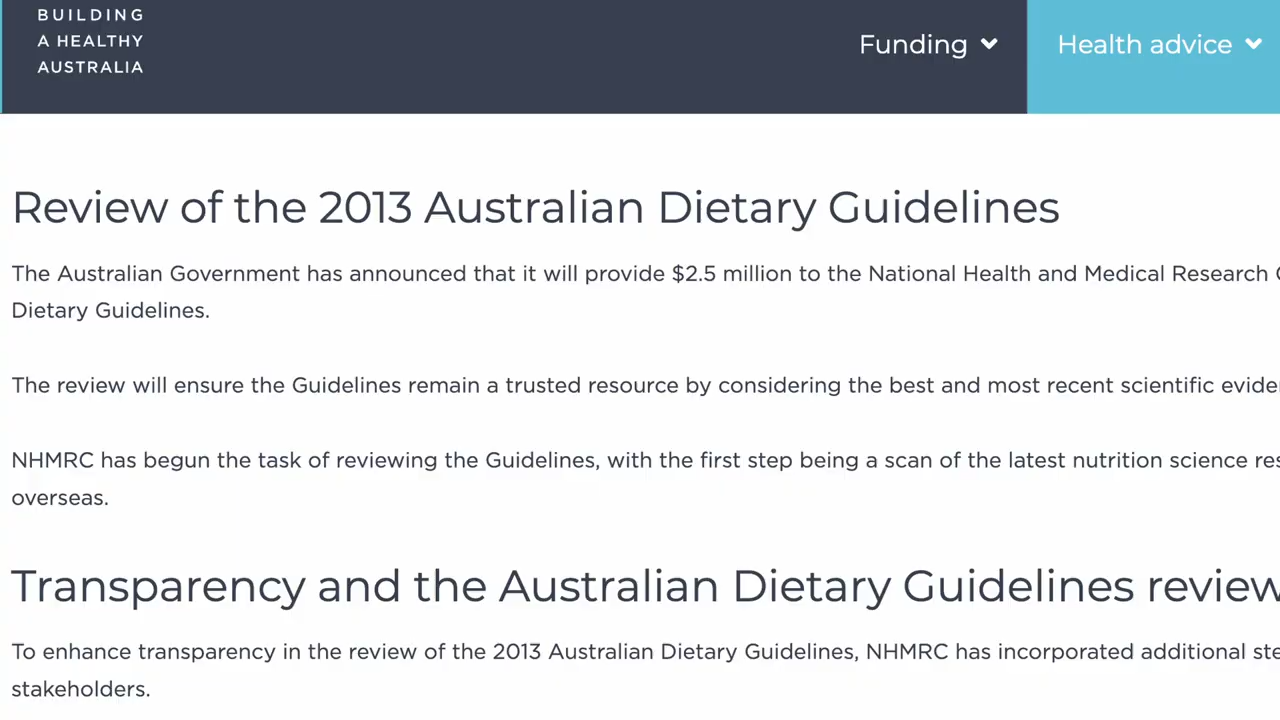 BUILDING
A HEALTHY
AUSTRALIA
Funding
Health advice
Review of the 2013 Australian Dietary Guidelines
The Australian Government has announced that it will provide $2.5 million to the National Health and Medical Research
Dietary Guidelines.
The review will ensure the Guidelines remain a trusted resource by considering the best and most recent scientific
NHMRC has begun the task of reviewing the Guidelines, with the first step being a scan of the latest nutrition science
overseas.
Transparency and the Australian Dietary Guidelines review
To enhance transparency in the review of the 2013 Australian Dietary Guidelines, NHMRC has incorporated additional
stakeholders.